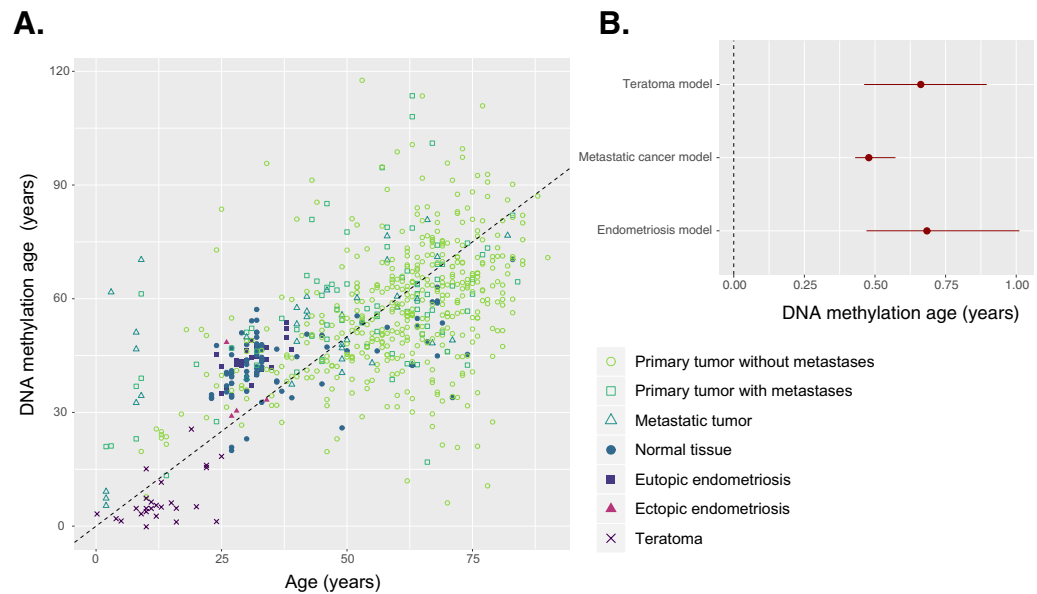 A.
120
90
60
30
0
DNA methylation age (years)
0
25
50
75
Age (years)
B.
Teratoma model
Metastatic cancer model
Endometriosis model
0.00
0.25
0.50
0.75
1.00
DNA methylation age (years)
Primary tumor without metastases
Primary tumor with metastases
Metastatic tumor
Normal tissue
Eutopic endometriosis
Ectopic endometriosis
Teratoma